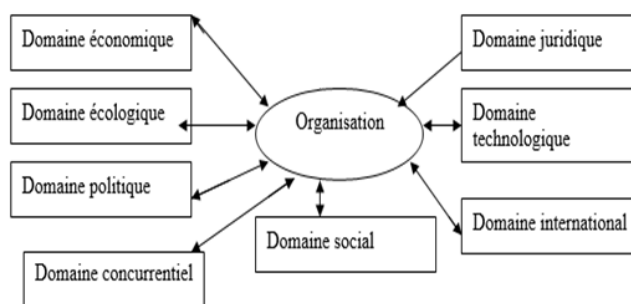 Domaine économique
Domaine juridique
Domaine écologique
Organisation
Domaine
technologique
Domaine politique
Domaine international
Domaine social
Domaine concurrentiel